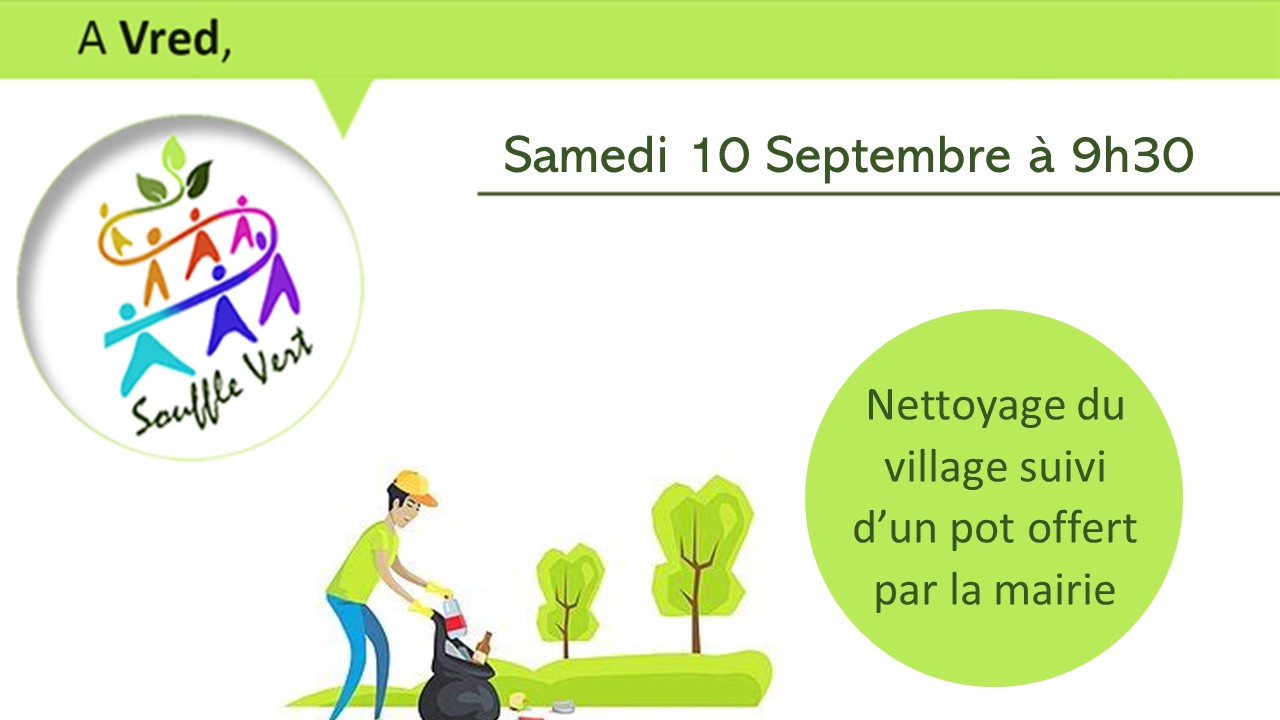 A Vred,
Samedi 10 Septembre à 9h30
Souffle Vert
Nettoyage du
village suivi
d’un pot offert
par la mairie